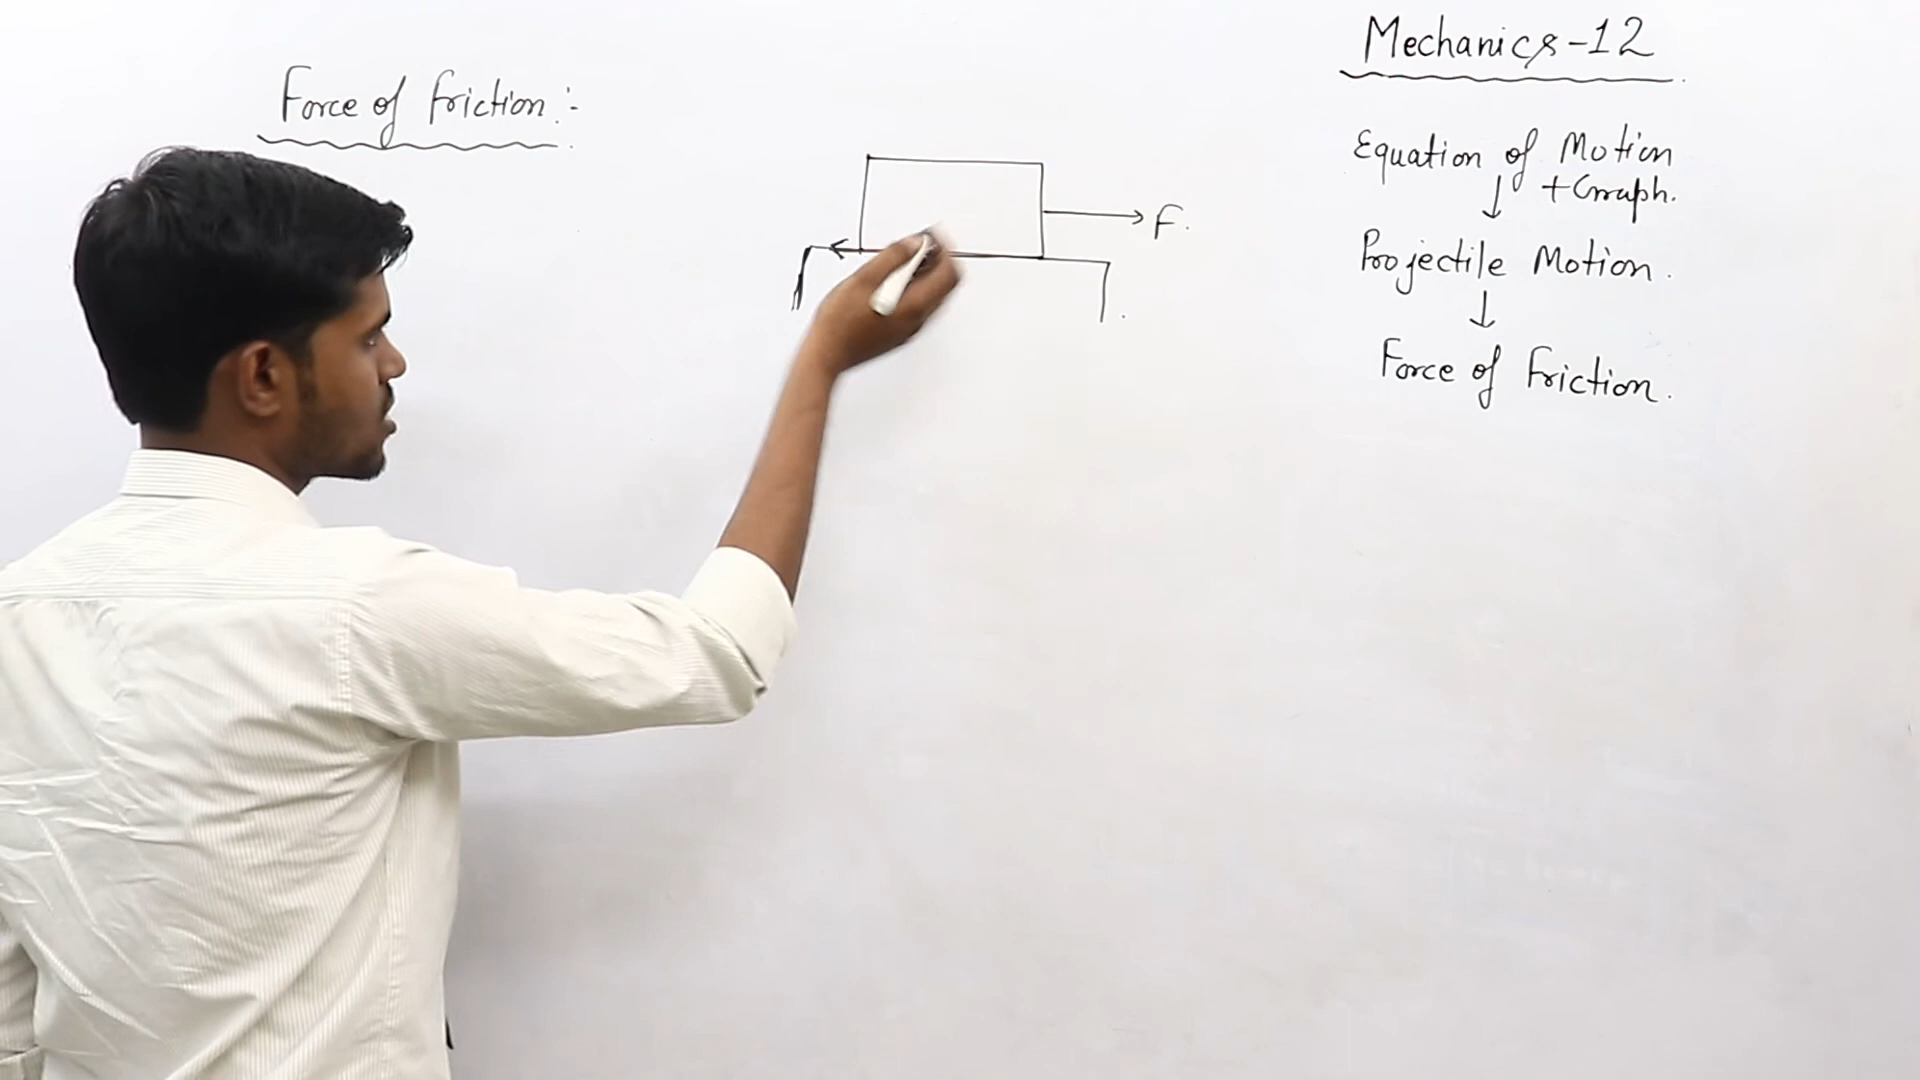 Force of friction :-
F.
Mechanics-12
Equation of Motion
+Graph.
Projectile Motion.
Force of Friction.